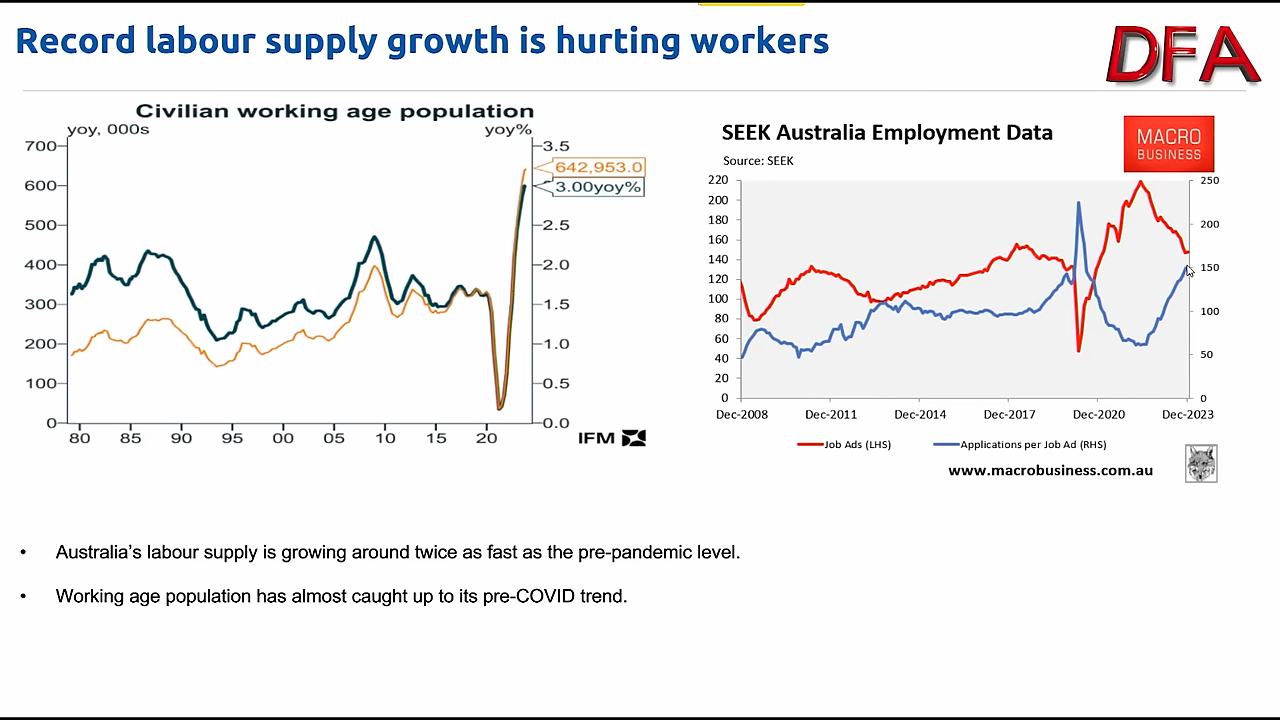 Record labour supply growth is hurting workers
DFA
Civilian working age population
yoy, 000s
yoy%
700
600
500
400
300
200
100
0
3.5
2.5
2.0
1.5
1.0
0.5
0.0
642,953.0
3.00yoy%
80 85 90 95 00 05 10 15 20
IFM
SEEK Australia Employment Data
Source: SEEK
MACRO
BUSINESS
220
200
180
160
140
120
100
80
60
40
20
0
250
200
150
100
50
0
Dec-2008 Dec-2011 Dec-2014 Dec-2017 Dec-2020 Dec-2023
Job Ads (LHS) Applications per Job Ad (RHS)
www.macrobusiness.com.au
• Australia’s labour supply is growing around twice as fast as the pre-pandemic level.
• Working age population has almost caught up to its pre-COVID trend.